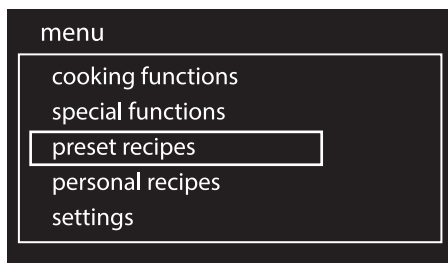 menu
cooking functions
special functions
preset recipes
personal recipes
settings